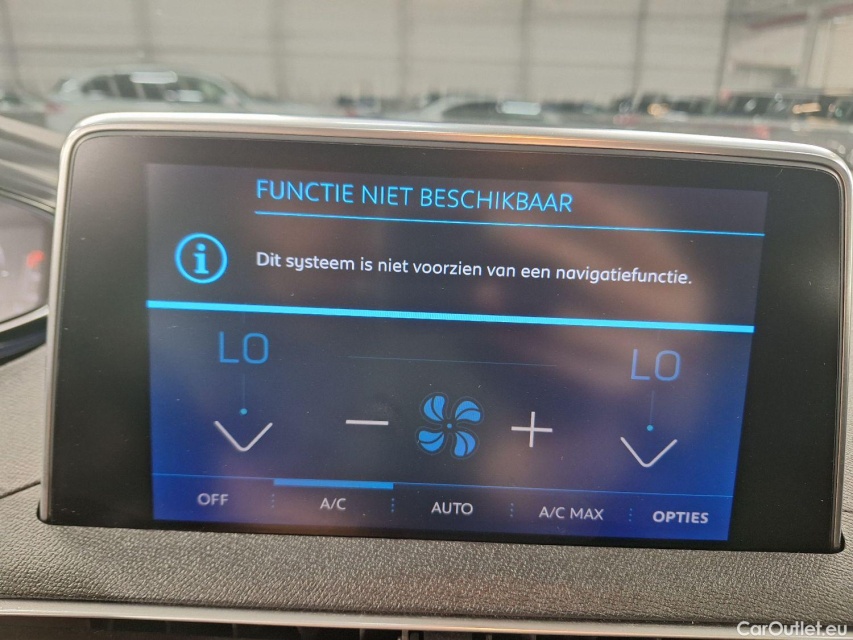 FUNCTIE NIET BESCHIKBAAR
i Dit systeem is niet voorzien van een navigatiefunctie.
LO LO
OFF A/C AUTO A/C MAX OPTIES
CarOutlet.eu